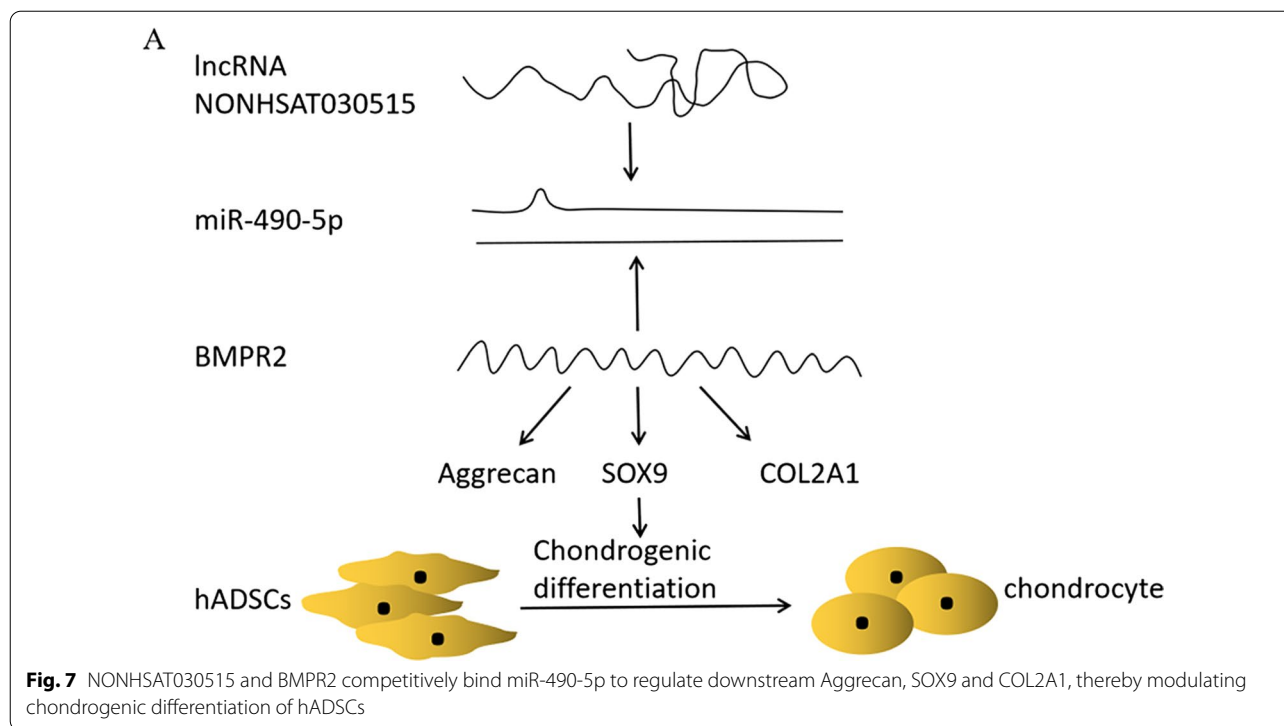 A
lncRNA
NONHSAT030515
miR-490-5p
BMPR2
Aggrecan SOX9 COL2A1
Chondrogenic
differentiation
hADSCs
chondrocyte
Fig. 7 NONHSAT030515 and BMPR2 competitively bind miR-490-5p to regulate downstream Aggrecan, SOX9 and COL2A1, thereby modulating
chondrogenic differentiation of hADSCs